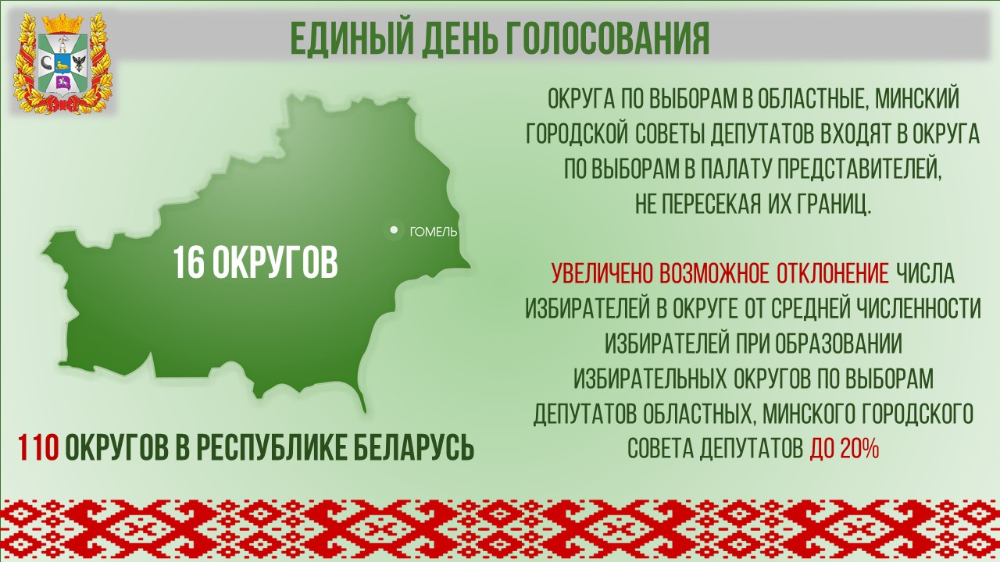 ЕДИНЫЙ ДЕНЬ ГОЛОСОВАНИЯ
ОКРУГА ПО ВЫБОРАМ В ОБЛАСТНЫЕ, МИНСКИЙ
ГОРОДСКОЙ СОВЕТЫ ДЕПУТАТОВ ВХОДЯТ В ОКРУГА
ПО ВЫБОРАМ В ПАЛАТУ ПРЕДСТАВИТЕЛЕЙ,
НЕ ПЕРЕСЕКАЯ ИХ ГРАНИЦ.
ГОМЕЛЬ
16 ОКРУГОВ
УВЕЛИЧЕНО ВОЗМОЖНОЕ ОТКЛОНЕНИЕ ЧИСЛА
ИЗБИРАТЕЛЕЙ В ОКРУГЕ ОТ СРЕДНЕЙ ЧИСЛЕННОСТИ
ИЗБИРАТЕЛЕЙ ПРИ ОБРАЗОВАНИИ
ИЗБИРАТЕЛЬНЫХ ОКРУГОВ ПО ВЫБОРАМ
ДЕПУТАТОВ ОБЛАСТНЫХ, МИНСКОГО ГОРОДСКОГО
СОВЕТА ДЕПУТАТОВ ДО 20%
110 ОКРУГОВ В РЕСПУБЛИКЕ БЕЛАРУСЬ